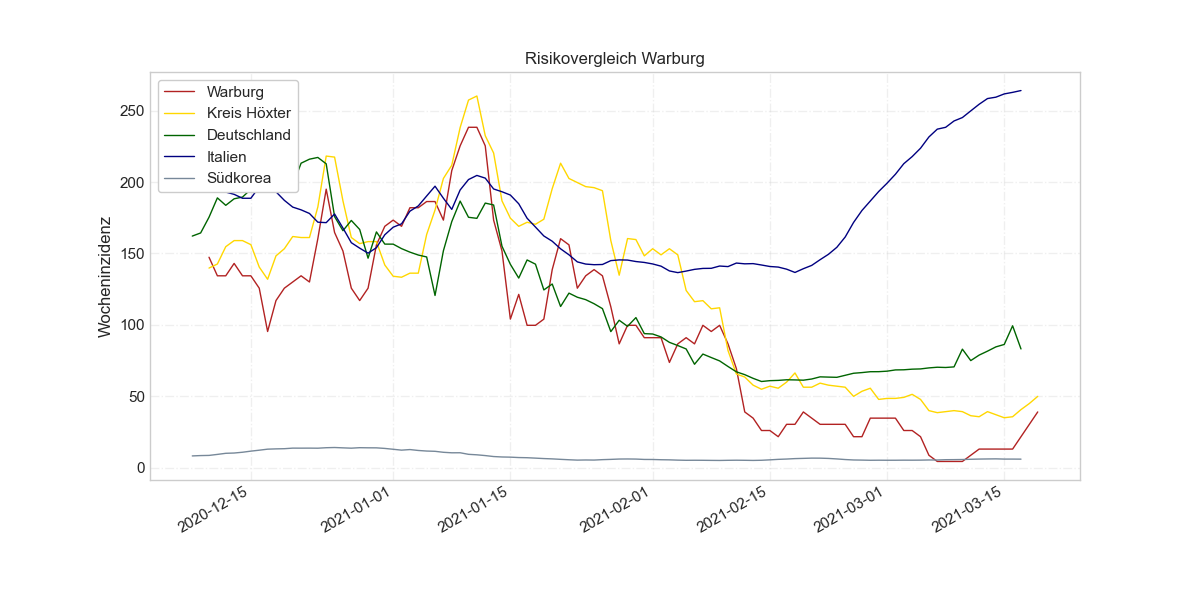 Risikovergleich Warburg
Wocheninzidenz
250
200
150
100
50
0
Warburg
Kreis Höxter
Deutschland
Italien
Südkorea
2020-12-15
2021-01-01
2021-01-15
2021-02-01
2021-02-15
2021-03-01
2021-03-15